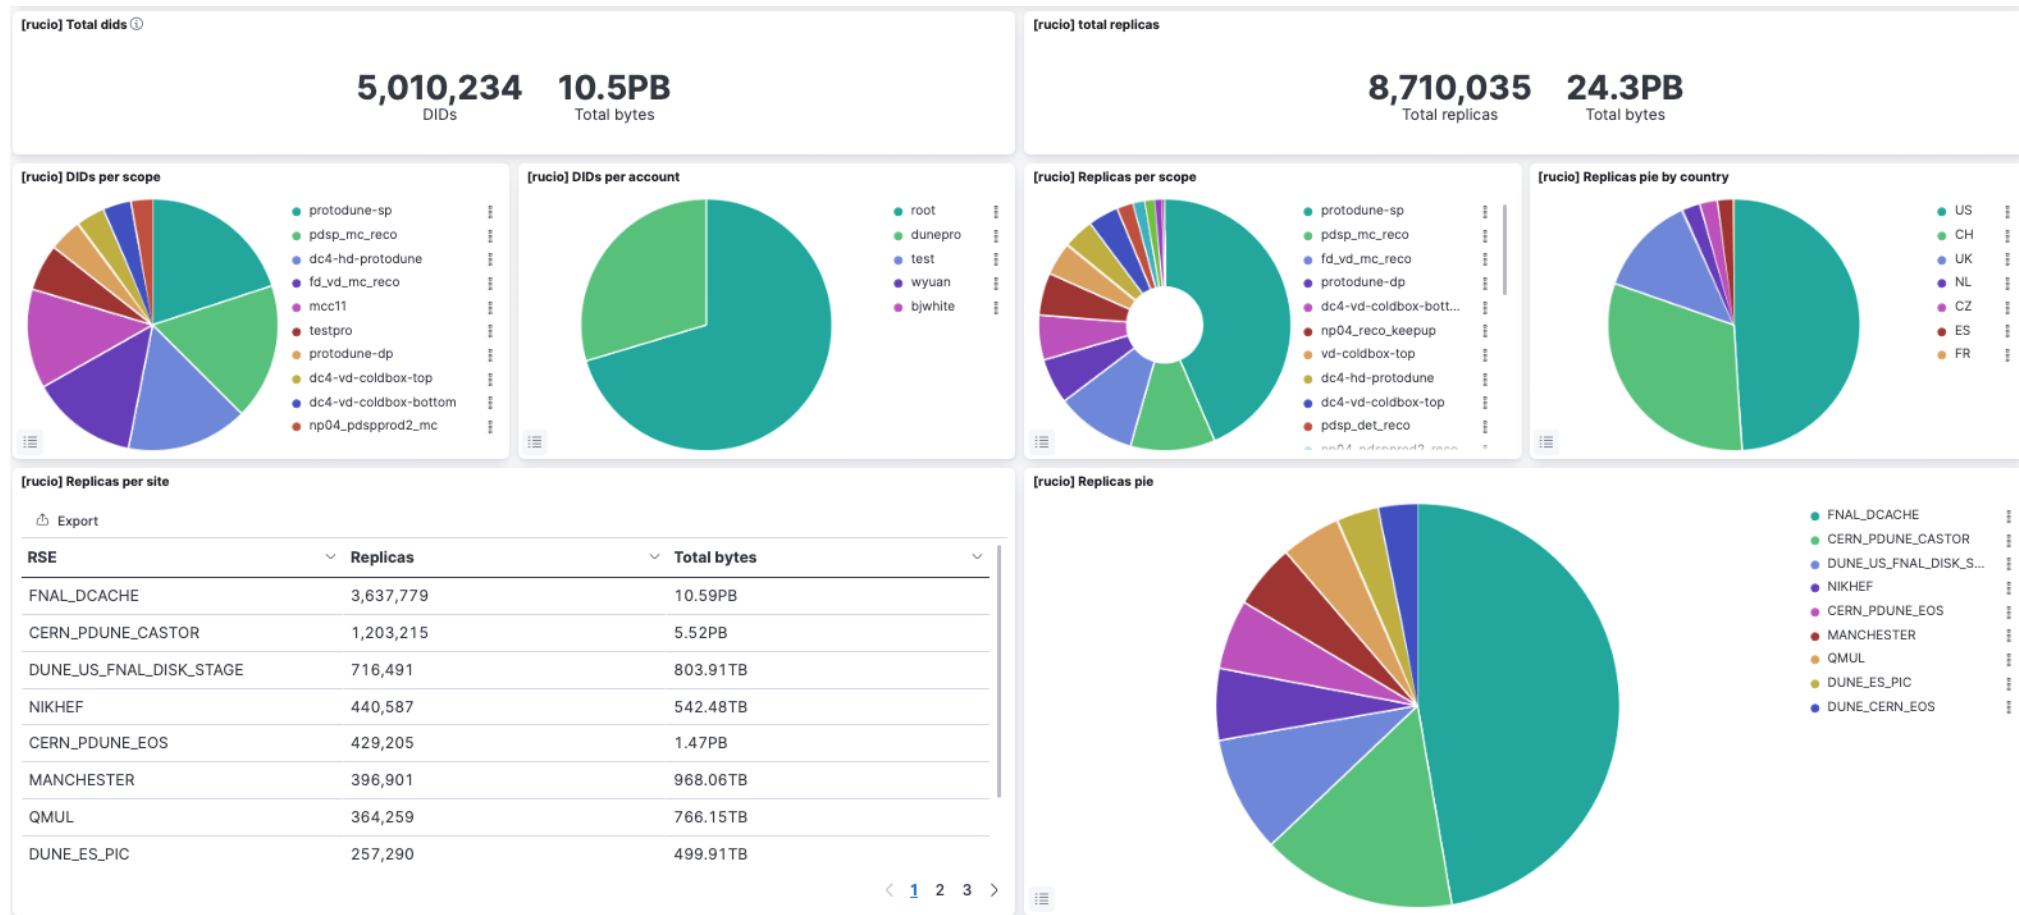 [rucio] Total dids
5,010,234 10.5PB
DIDs Total bytes
[rucio] total replicas
8,710,035 24.3PB
Total replicas Total bytes
[rucio] DIDs per scope
protodune-sp
pdsp_mc_reco
dc4-hd-protodune
fd_vd_mc_reco
mcc11
testpro
protodune-dp
dc4-vd-coldbox-top
dc4-vd-coldbox-bottom
np04_pdspprod2_mc
[rucio] DIDs per account
root
dunepro
test
wyuan
bjwhite
[rucio] Replicas per scope
protodune-sp
pdsp_mc_reco
fd_vd_mc_reco
protodune-dp
dc4-vd-coldbox-bott...
np04_reco_keepup
vd-coldbox-top
dc4-hd-protodune
dc4-vd-coldbox-top
pdsp_det_reco
[rucio] Replicas pie by country
US
CH
UK
NL
CZ
ES
FR
[rucio] Replicas per site
Export
RSE Replicas Total bytes
FNAL_DCACHE 3,637,779 10.59PB
CERN_PDUNE_CASTOR 1,203,215 5.52PB
DUNE_US_FNAL_DISK_STAGE 716,491 803.91TB
NIKHEF 440,587 542.48TB
CERN_PDUNE_EOS 429,205 1.47PB
MANCHESTER 396,901 968.06TB
QMUL 364,259 766.15TB
DUNE_ES_PIC 257,290 499.91TB
1 2 3
[rucio] Replicas pie
FNAL_DCACHE
CERN_PDUNE_CASTOR
DUNE_US_FNAL_DISK_S...
NIKHEF
CERN_PDUNE_EOS
MANCHESTER
QMUL
DUNE_ES_PIC
DUNE_CERN_EOS